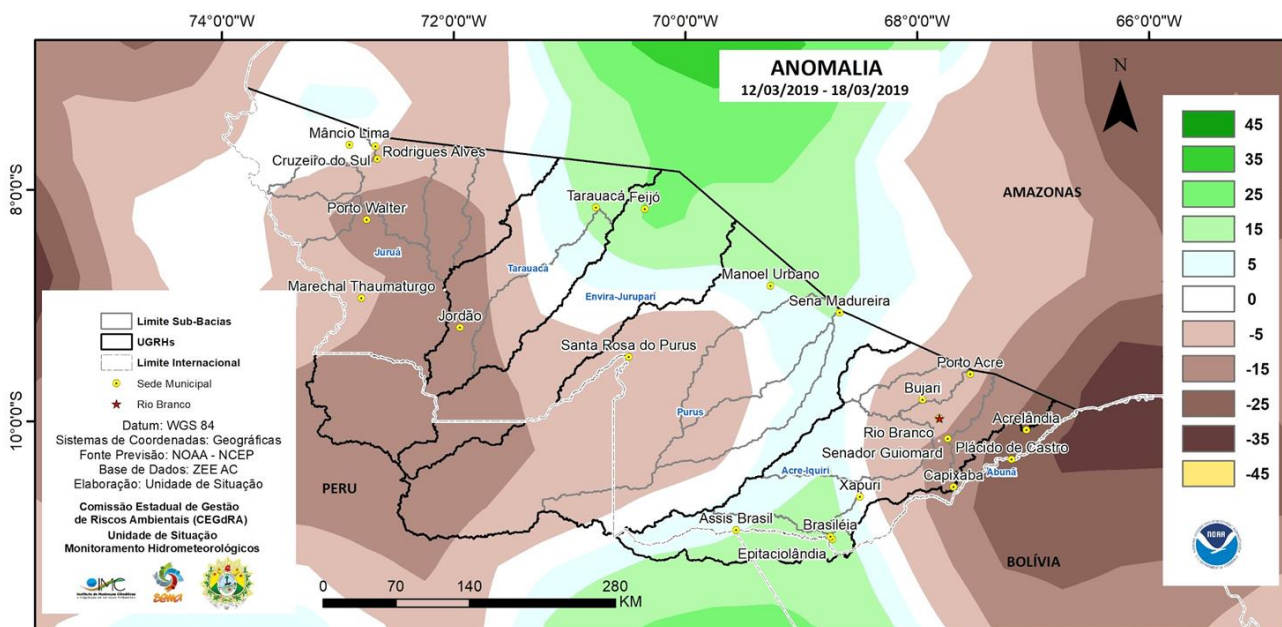 74°0'0"W
72°0'0"W
70°0'0"W
68°0'0"W
66°0'0"W
ANOMALIA
12/03/2019 - 18/03/2019
N
45
35
25
15
5
0
-5
-15
-25
-35
-45
8°0'0"S
10°0'0"S
AMAZONAS
PERU
BOLÍVIA
Mâncio Lima
Cruzeiro do Sul
Rodrigues Alves
Porto Walter
Juruá
Marechal Thaumaturgo
Jordão
Tarauacá
Feijó
Tarauacá
Envira-Jurupari
Manoel Urbano
Sena Madureira
Santa Rosa do Purus
Purus
Porto Acre
Bujari
Rio Branco
Acrelândia
Senador Guiomard
Plácido de Castro
Abunã
Acre-Iquiri
Xapuri
Capixaba
Assis Brasil
Brasiléia
Epitaciolândia
Limite Sub-Bacias
UGRHs
Limite Internacional
Sede Municipal
Rio Branco
Datum: WGS 84
Sistemas de Coordenadas: Geográficas
Fonte Previsão: NOAA - NCEP
Base de Dados: ZEE AC
Elaboração: Unidade de Situação
Comissão Estadual de Gestão
de Riscos Ambientais (CEGdRA)
Unidade de Situação
Monitoramento Hidrometeorológicos
IMC
SEMA
0
70
140
280
KM
NOAA